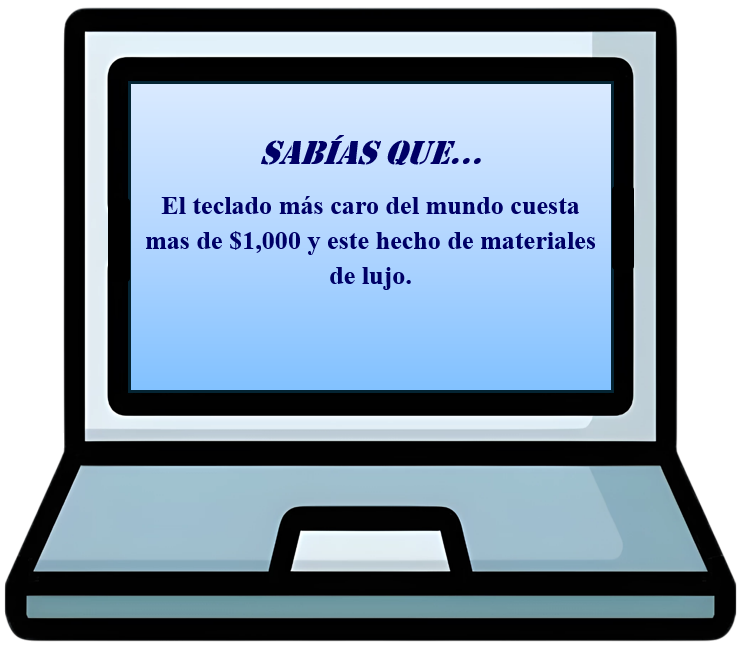 SABÍAS QUE...
El teclado más caro del mundo cuesta
mas de $1,000 y este hecho de materiales
de lujo.